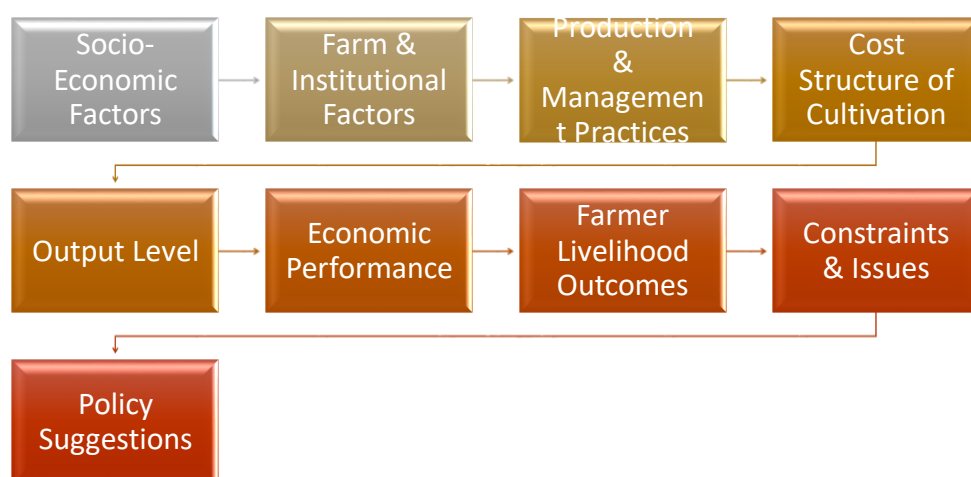 Socio-
Economic
Factors
Farm &
Institutional
Factors
Production
&
Managemen
t Practices
Cost
Structure of
Cultivation
Output Level
Economic
Performance
Farmer
Livelihood
Outcomes
Constraints
& Issues
Policy
Suggestions